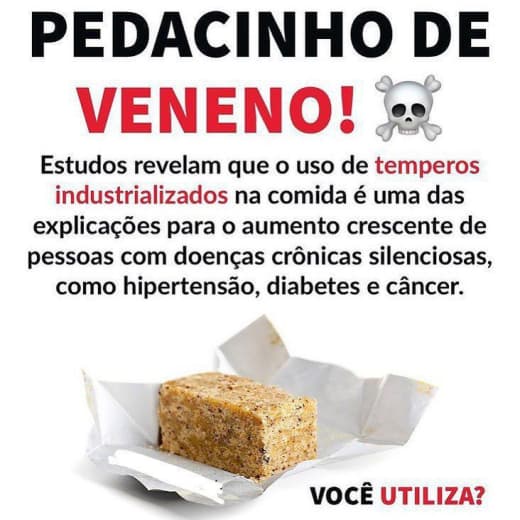 PEDACINHO DE
VENENO! ☠️
Estudos revelam que o uso de temperos
industrializados na comida é uma das
explicações para o aumento crescente de
pessoas com doenças crônicas silenciosas,
como hipertensão, diabetes e câncer.
VOCÊ UTILIZA?